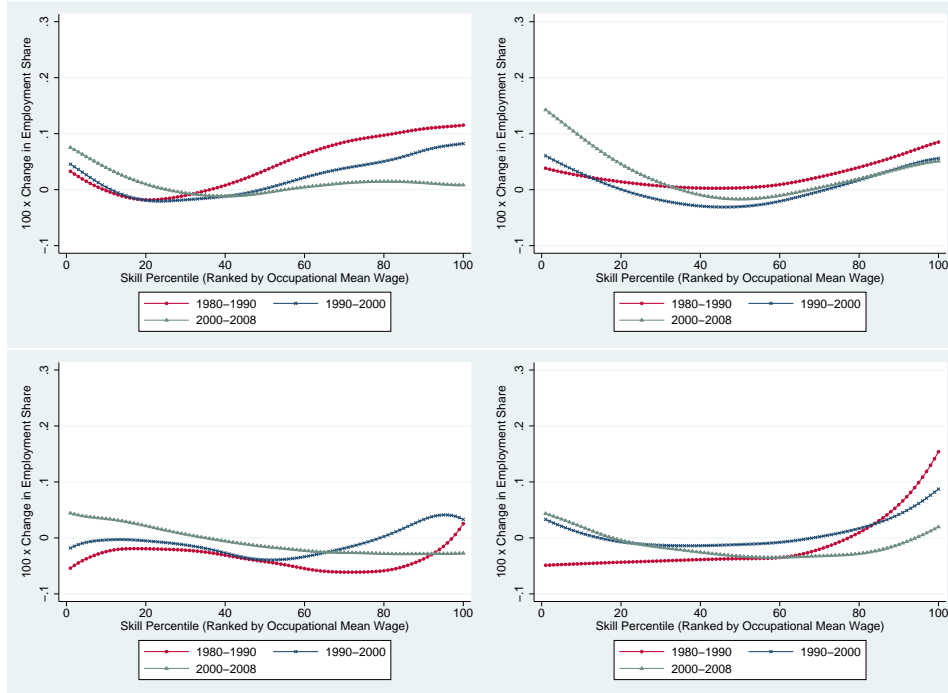 100 x Change in Employment Share
.3
.2
.1
0
-.1
0 20 40 60 80 100
Skill Percentile (Ranked by Occupational Mean Wage)
1980-1990 1990-2000
2000-2008
100 x Change in Employment Share
.3
.2
.1
0
-.1
0 20 40 60 80 100
Skill Percentile (Ranked by Occupational Mean Wage)
1980-1990 1990-2000
2000-2008
100 x Change in Employment Share
.3
.2
.1
0
-.1
0 20 40 60 80 100
Skill Percentile (Ranked by Occupational Mean Wage)
1980-1990 1990-2000
2000-2008
100 x Change in Employment Share
.3
.2
.1
0
-.1
0 20 40 60 80 100
Skill Percentile (Ranked by Occupational Mean Wage)
1980-1990 1990-2000
2000-2008